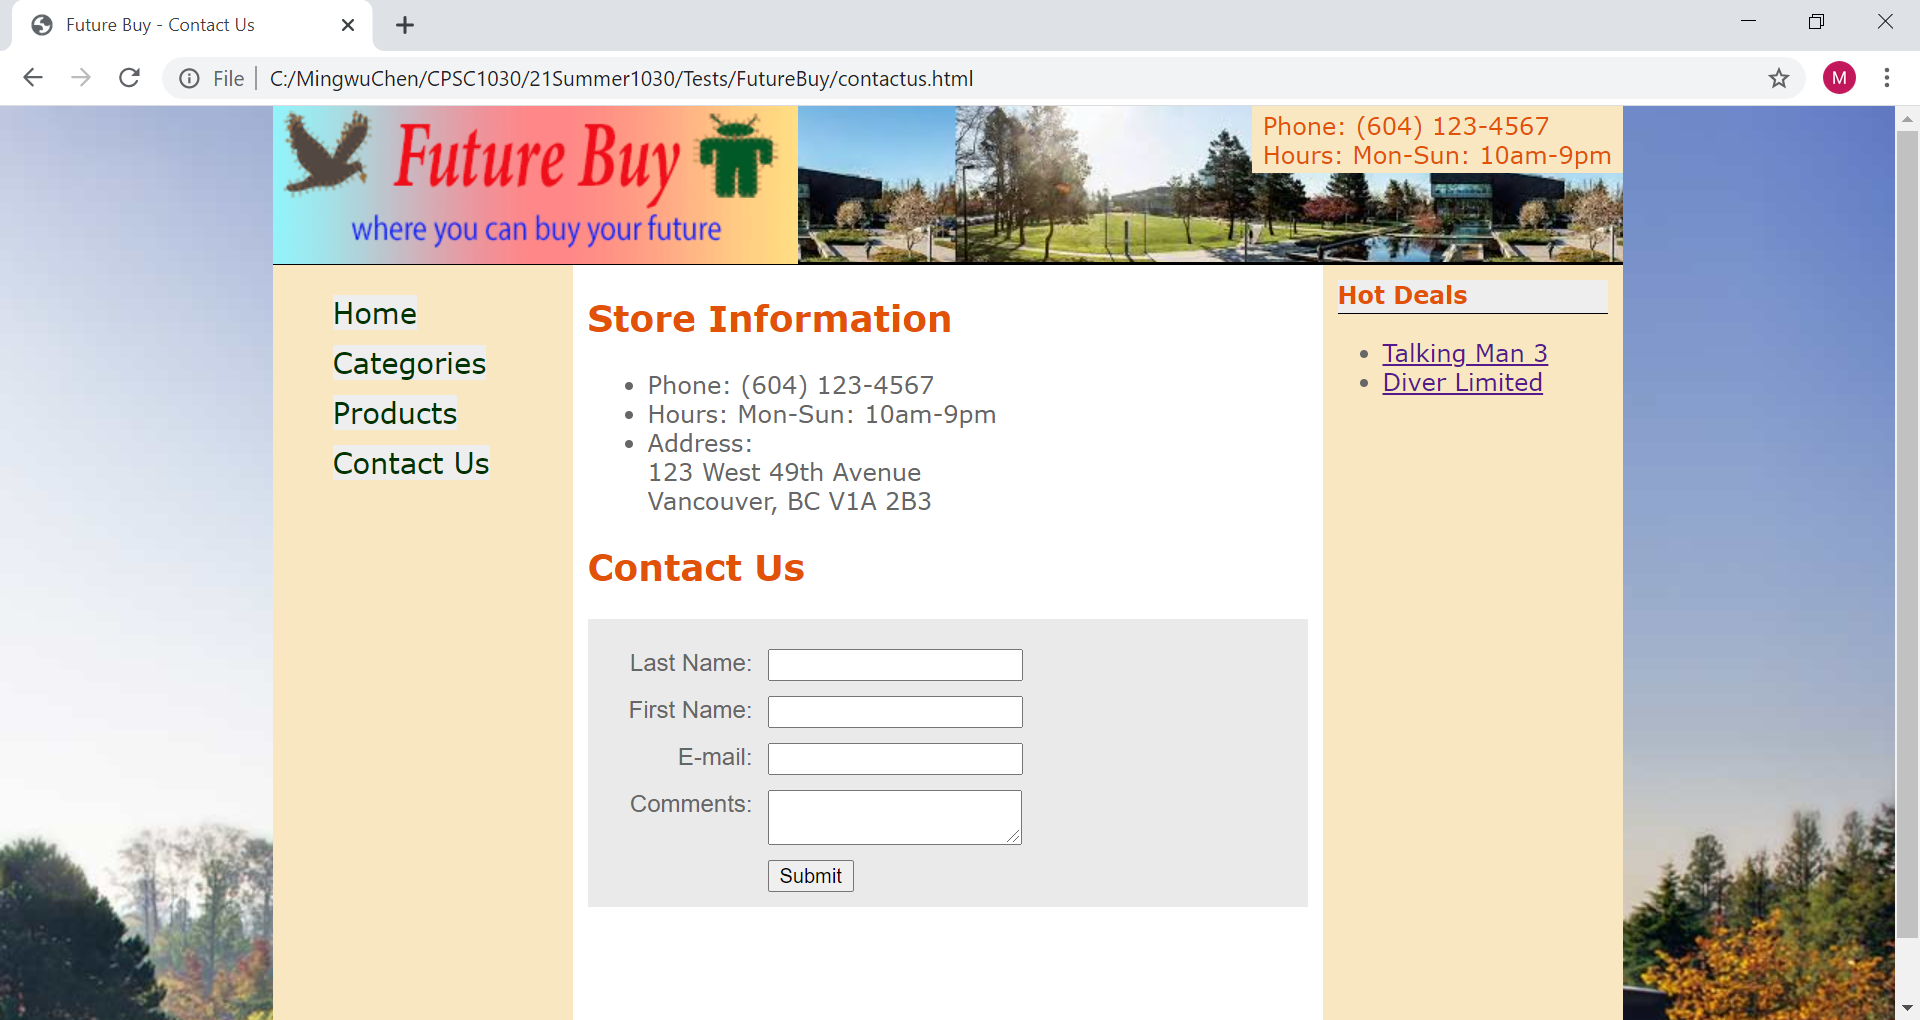 Future Buy - Contact Us
File
C:/MingwuChen/CPSC1030/21Summer1030/Tests/FutureBuy/contactus.html
M
Future Buy
where you can buy your future
Phone: (604) 123-4567
Hours: Mon-Sun: 10am-9pm
Home
Categories
Products
Contact Us
Store Information
Phone: (604) 123-4567
Hours: Mon-Sun: 10am-9pm
Address:
123 West 49th Avenue
Vancouver, BC V1A 2B3
Contact Us
Last Name:
First Name:
E-mail:
Comments:
Submit
Hot Deals
Talking Man 3
Diver Limited